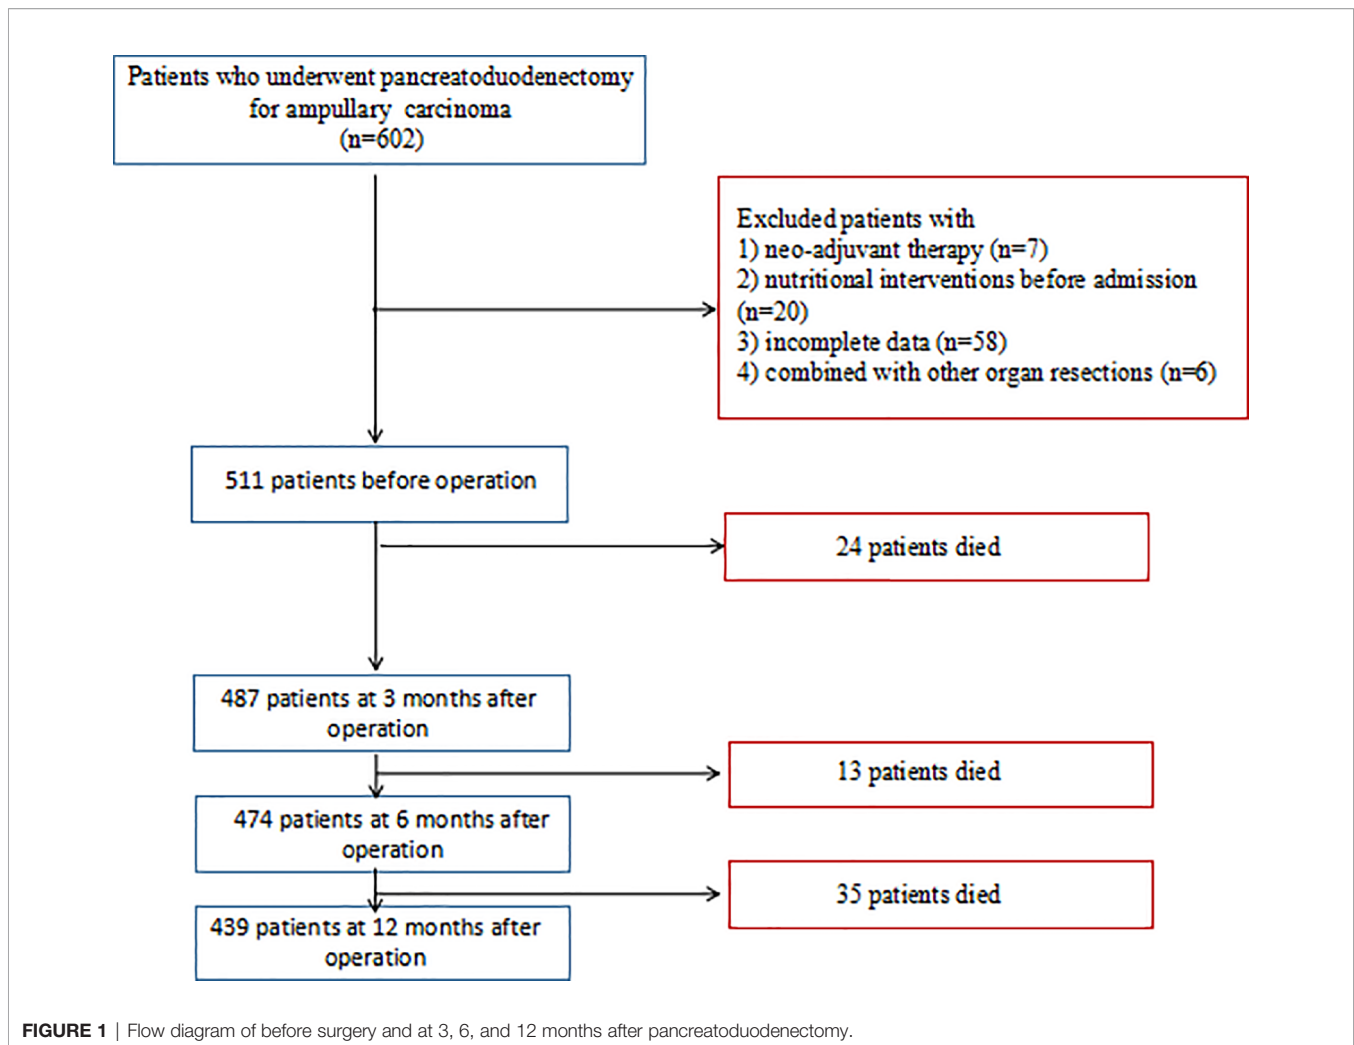 Patients who underwent pancreatoduodenectomy
for ampullary carcinoma
(n=602)
Excluded patients with
1) neo-adjuvant therapy (n=7)
2) nutritional interventions before admission
(n=20)
3) incomplete data (n=58)
4) combined with other organ resections (n=6)
511 patients before operation
24 patients died
487 patients at 3 months after
operation
13 patients died
474 patients at 6 months after
operation
35 patients died
439 patients at 12 months after
operation
FIGURE 1 | Flow diagram of before surgery and at 3, 6, and 12 months after pancreatoduodenectomy.